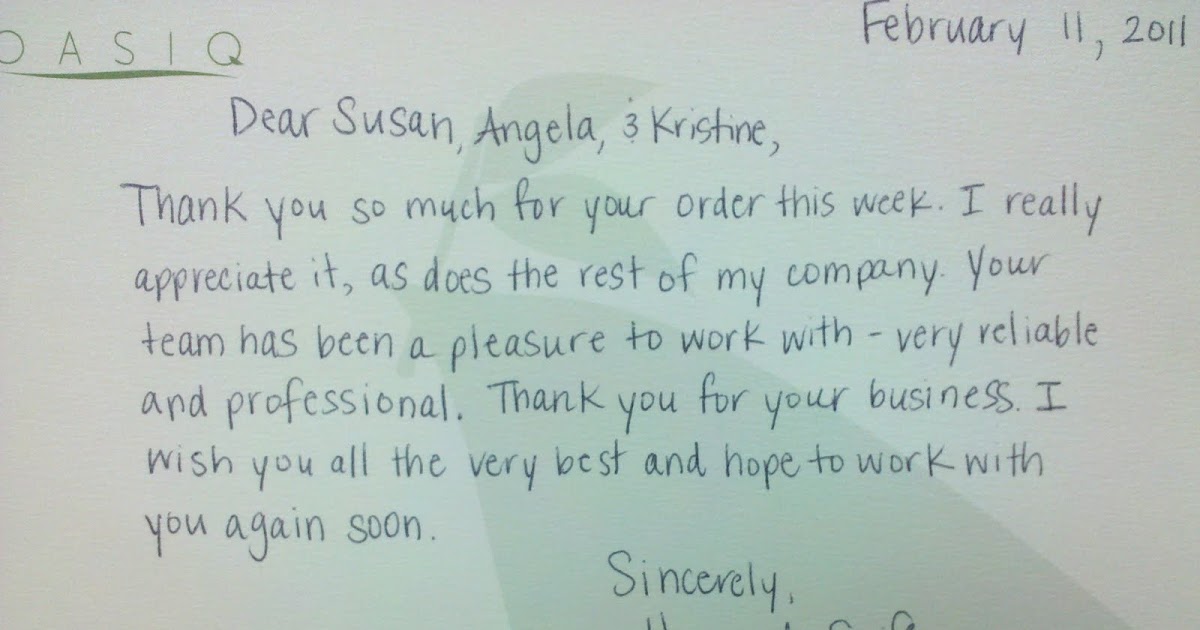 OASIQ
February 11, 2011
Dear Susan, Angela, & Kristine,
Thank you so much for your order this week. I really
appreciate it, as does the rest of my company. Your
team has been a pleasure to work with - very reliable
and professional. Thank you for your business. I
wish you all the very best and hope to work with
you again soon.
Sincerely,